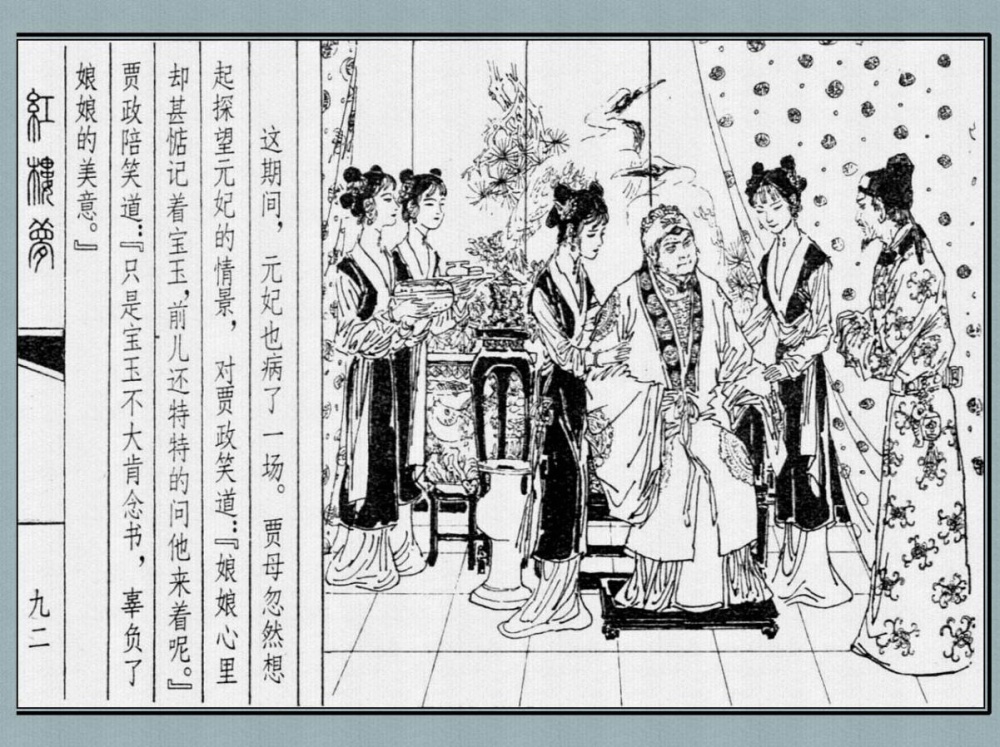 这期间，元妃也病了一场。贾母忽然想
起探望元妃的情景，对贾政笑道：『娘娘心里
却甚惦记着宝玉，前儿还特特的问他来着呢。』
贾政陪笑道：『只是宝玉不大肯念书，辜负了
娘娘的美意。』
紅樓夢
九二